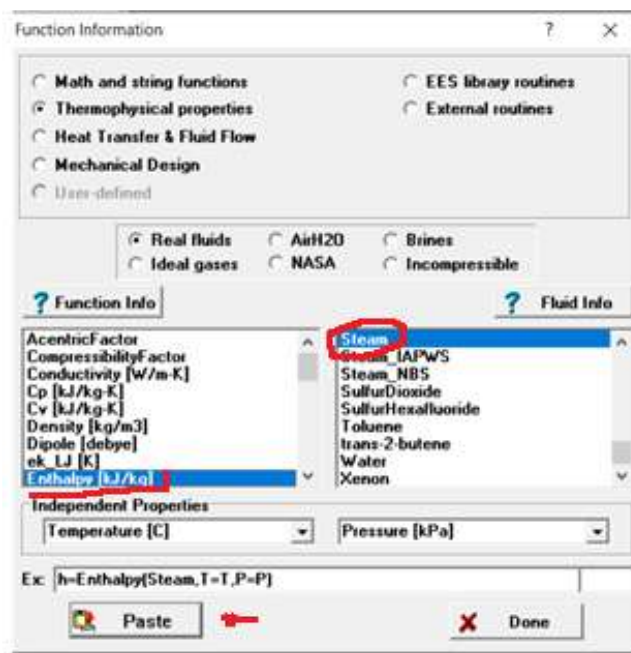 Function Information ? ×
Math and string functions EES library routines
Thermophysical properties External routines
Heat Transfer & Fluid Flow
Mechanical Design
User-defined
Real fluids AirH2O Brines
Ideal gases NASA Incompressible
? Function Info ? Fluid Info
AcentricFactor Steam
CompressibilityFactor Steam_IAPWS
Conductivity [W/m-K] Steam_NBS
Cp [kJ/kg-K] SulfurDioxide
Cv [kJ/kg-K] SulfurHexafluoride
Density [kg/m3] Toluene
Dipole [debye] trans-2-butene
ek_LJ [K] Water
Enthalpy [kJ/kg] Xenon
Independent Properties
Temperature [C] Pressure [kPa]
Ex: h=Enthalpy(Steam,T=T,P=P)
Paste Done